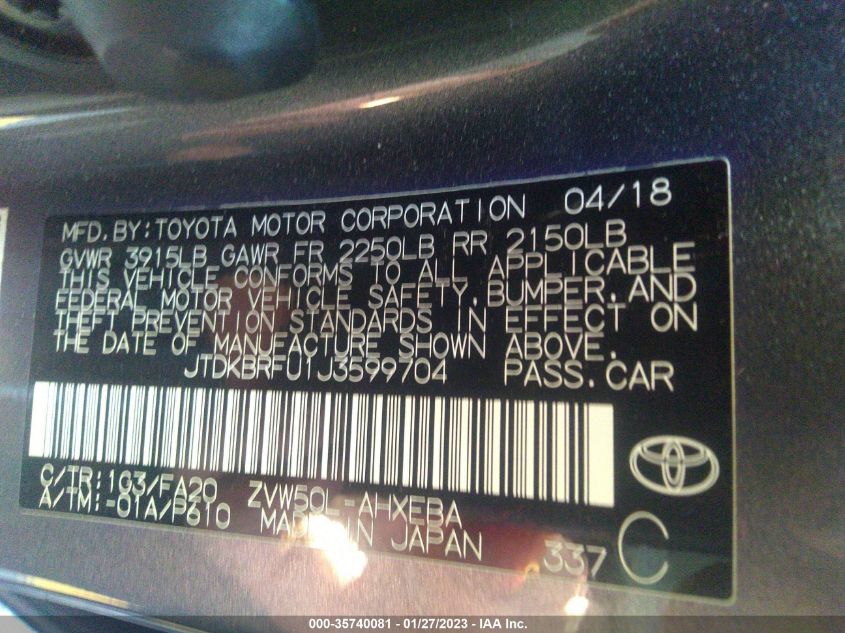 MFD. BY: TOYOTA MOTOR CORPORATION 04/18
GVWR 3915LB GAWR FR 2250LB RR 2150LB
THIS VEHICLE CONFORMS TO ALL APPLICABLE
FEDERAL MOTOR VEHICLE SAFETY, BUMPER, AND
THEFT PREVENTION STANDARDS IN EFFECT ON
THE DATE OF MANUFACTURE SHOWN ABOVE.
JTDKBRFU1J3599704 PASS. CAR
C/TR: 1G3/FA20 ZVW50L-AHXEBA
A/TM: -01A/P610 MADE IN JAPAN 337 C
000-35740081 - 01/27/2023 - IAA Inc.